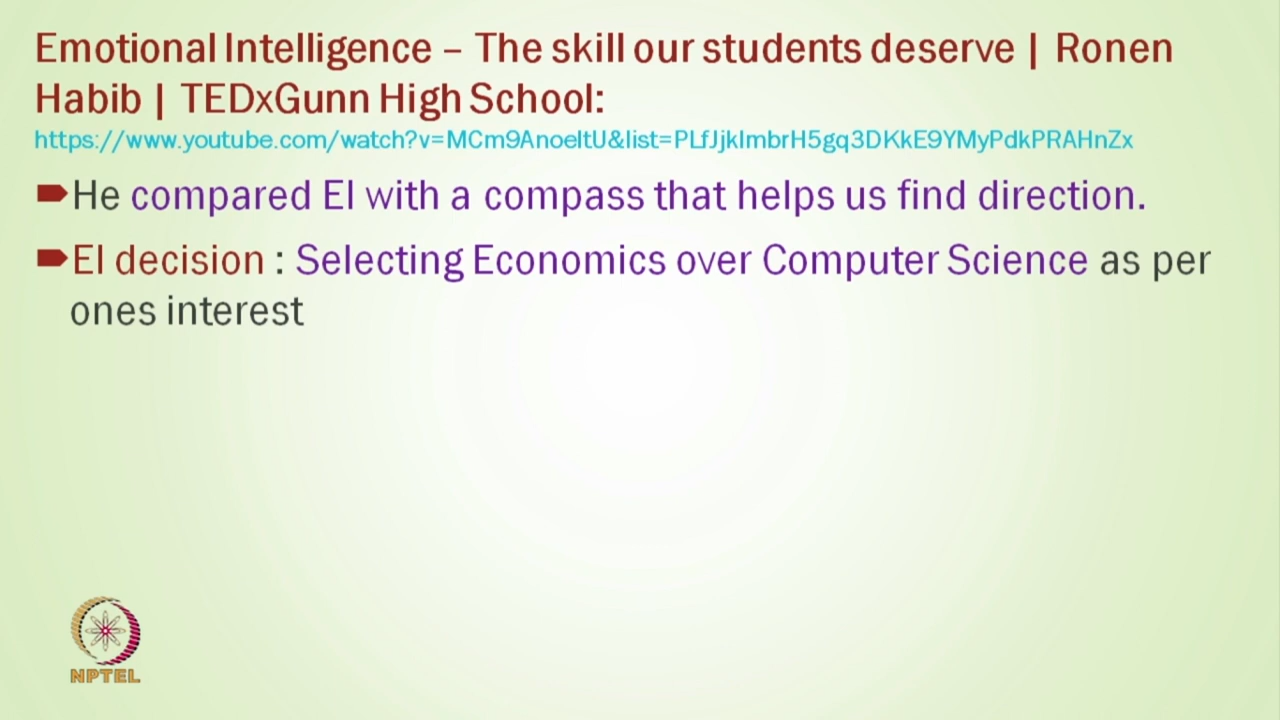 Emotional Intelligence – The skill our students deserve | Ronen
Habib | TEDxGunn High School:
https://www.youtube.com/watch?v=MCm9AnoeItU&list=PLfJjkImbrH5gq3DKkE9YMyPdkPRAHnZx
He compared EI with a compass that helps us find direction.
EI decision : Selecting Economics over Computer Science as per
ones interest
NPTEL